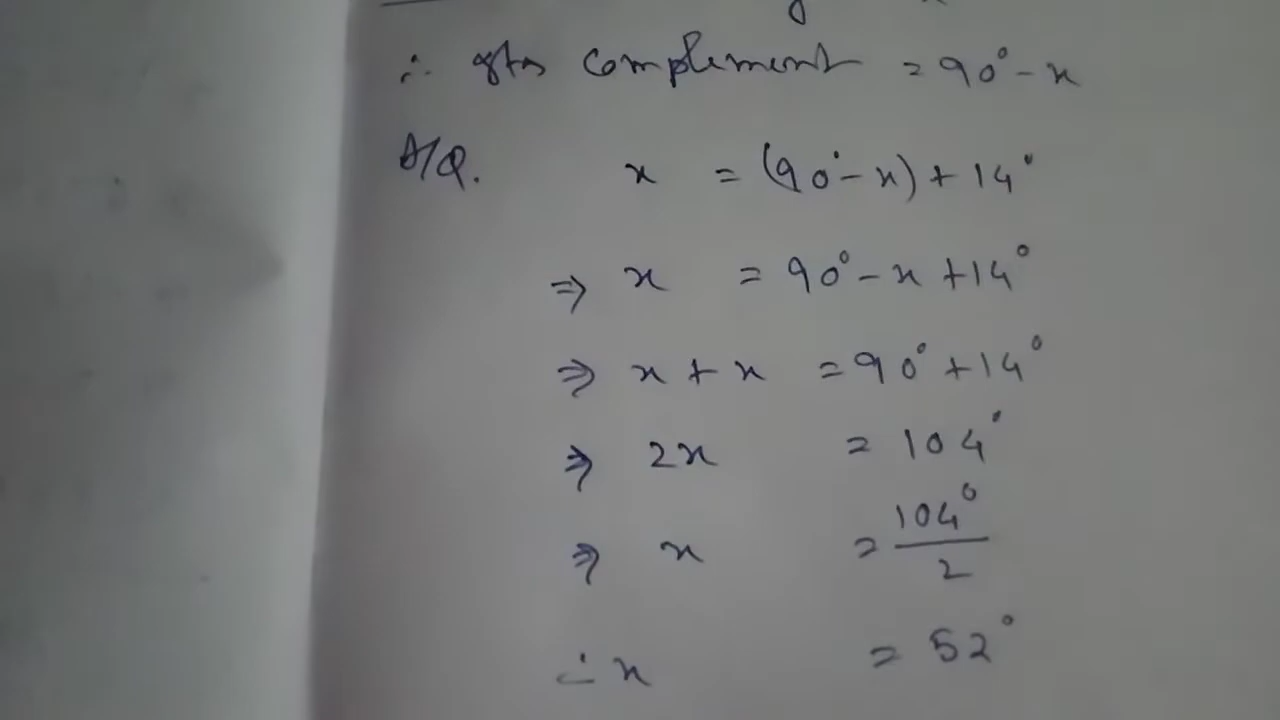 ∴ Its complement = 90° - x
A/Q. x = (90° - x) + 14°
⇒ x = 90° - x + 14°
⇒ x + x = 90° + 14°
⇒ 2x = 104°
⇒ x = 104°/2
∴ x = 52°